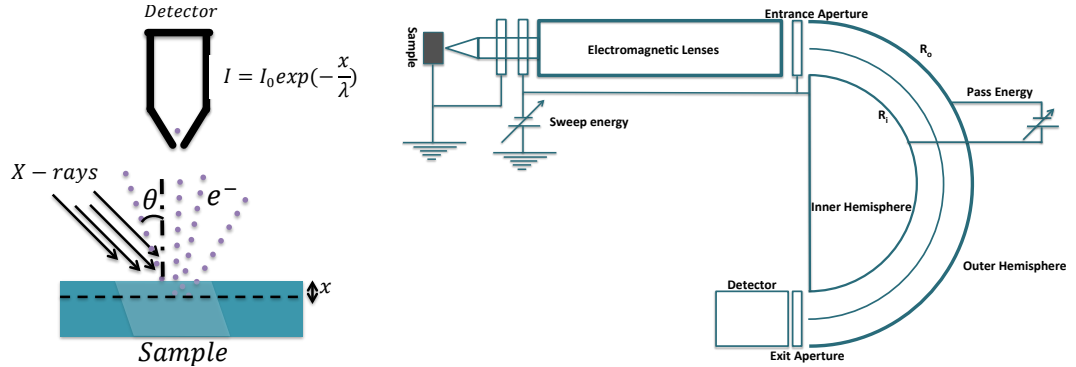 Detector
I = I₀exp(−x/λ)
X − rays
θ
e⁻
x
Sample
Sample
Electromagnetic Lenses
Entrance Aperture
Sweep energy
Rₒ
Rᵢ
Pass Energy
Inner Hemisphere
Outer Hemisphere
Detector
Exit Aperture